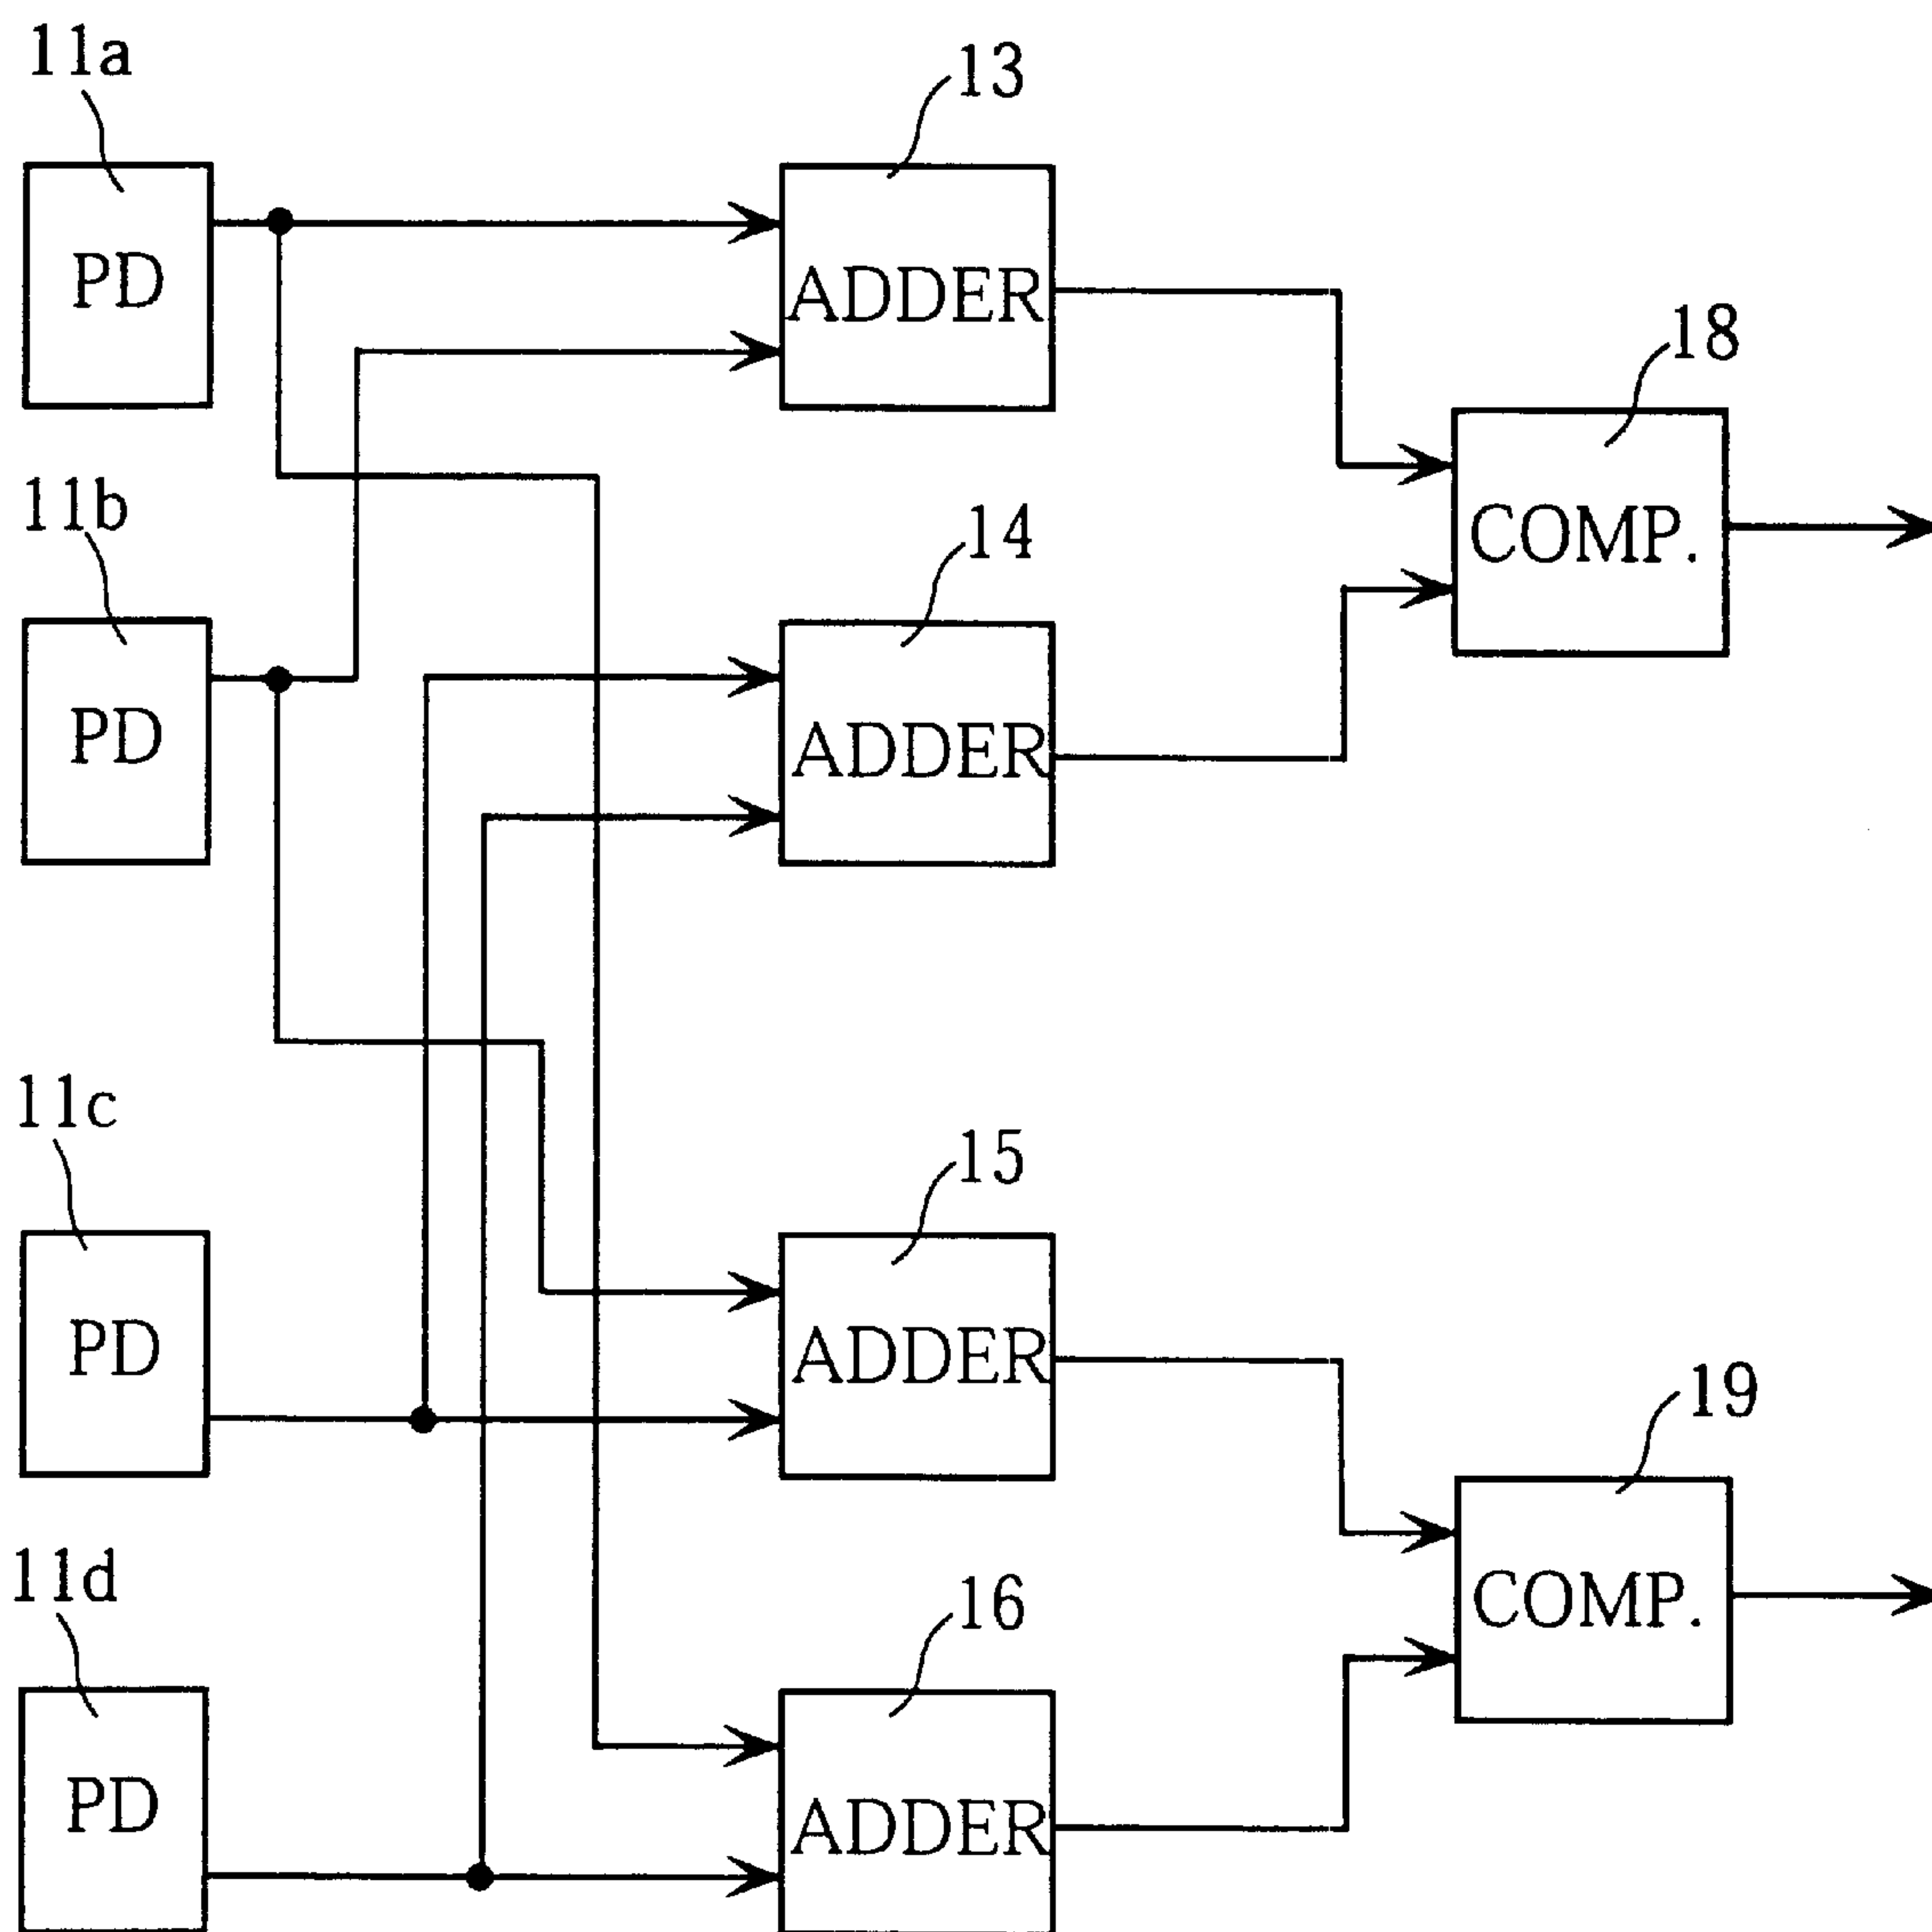 11a
13
PD
ADDER
18
11b
14
COMP.
PD
ADDER
11c
15
PD
ADDER
19
11d
16
COMP.
PD
ADDER